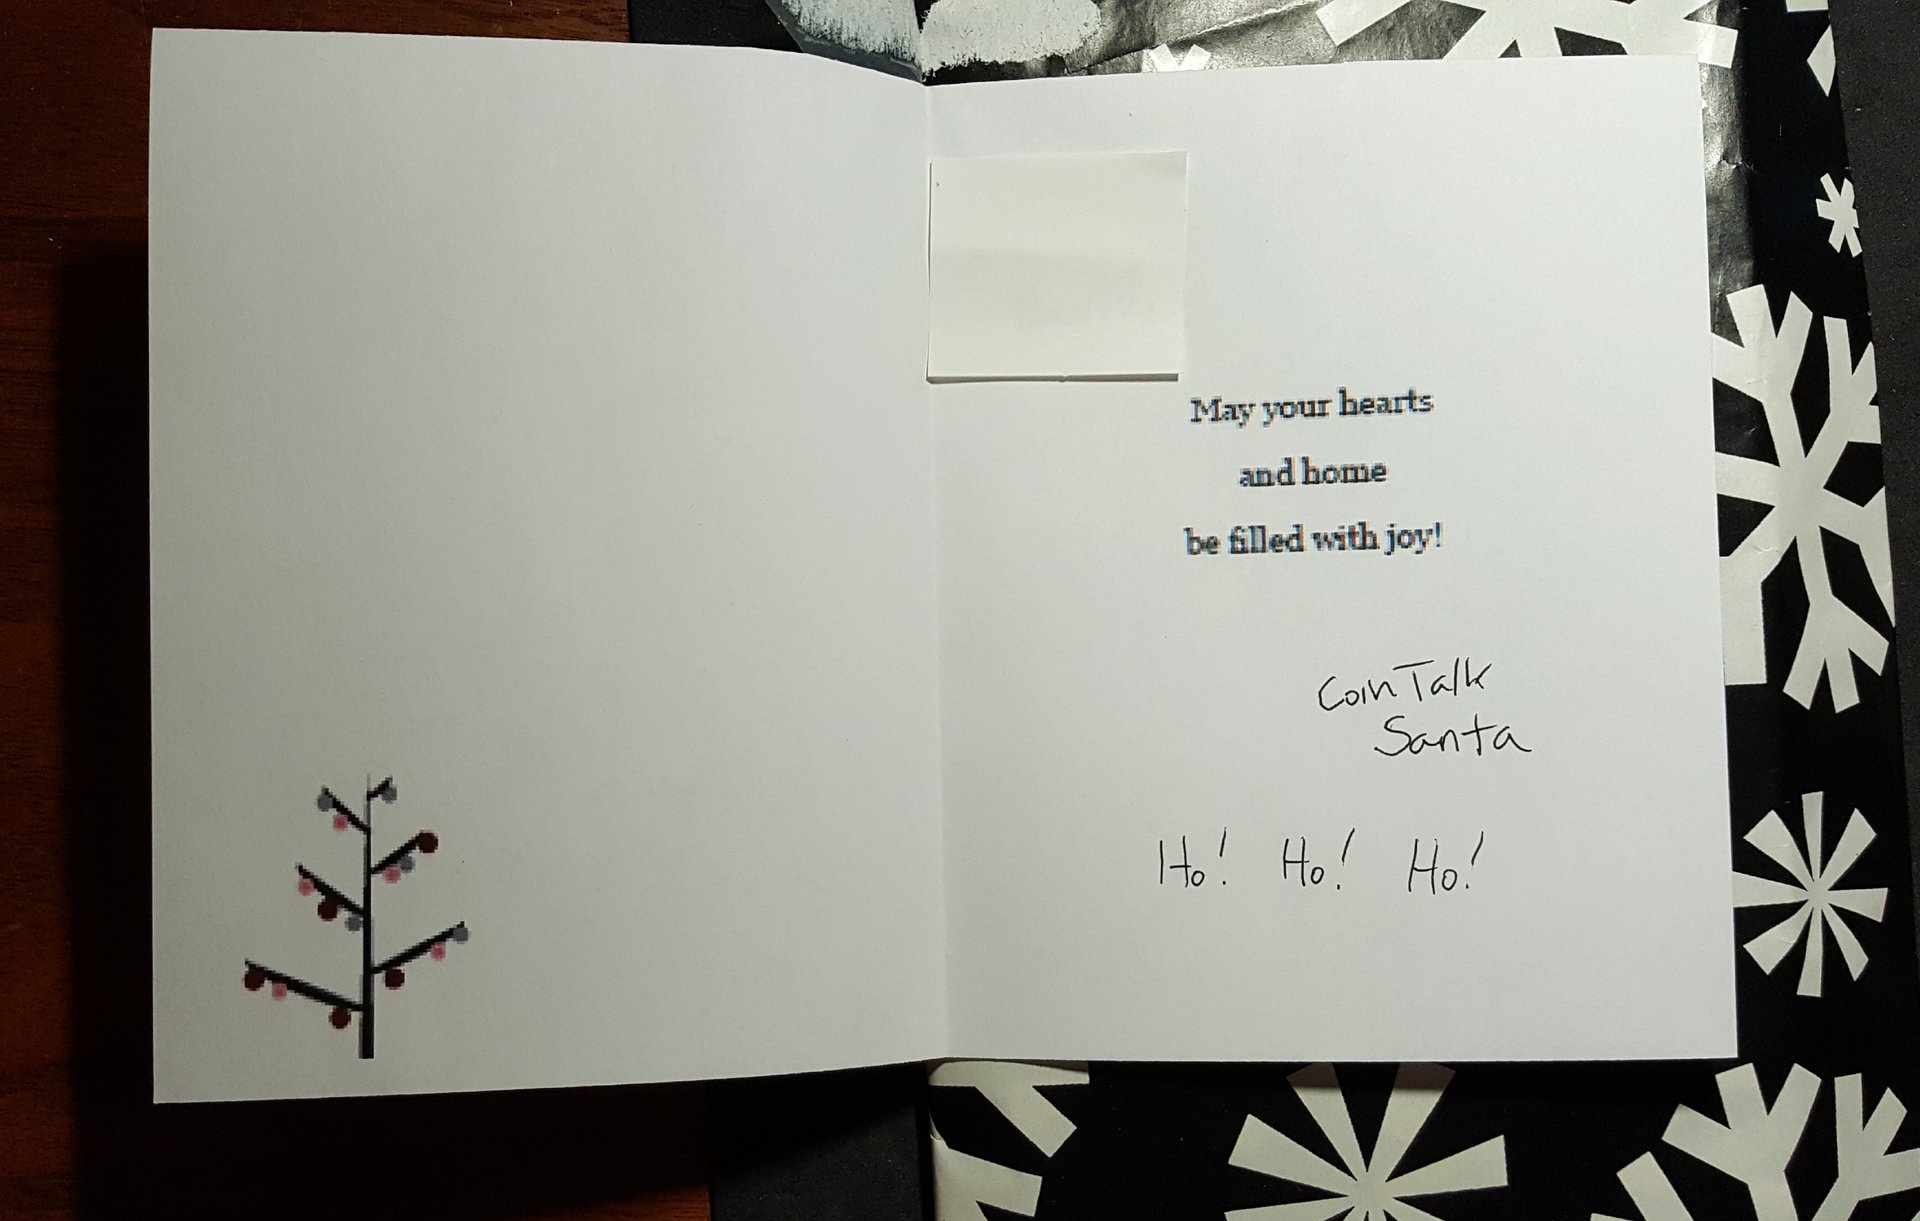 May your hearts
and home
be filled with joy!
Coin Talk
Santa
Ho! Ho! Ho!